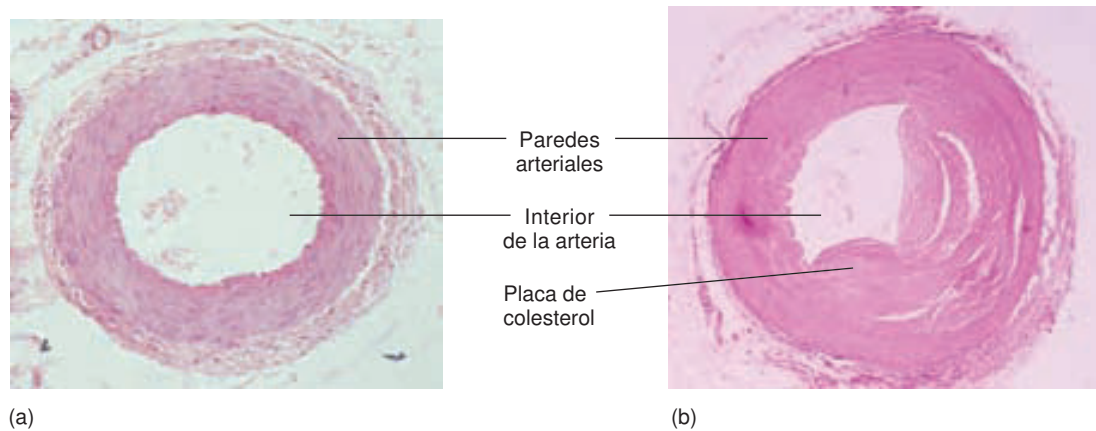 Paredes
arteriales
Interior
de la arteria
Placa de
colesterol
(a)
(b)